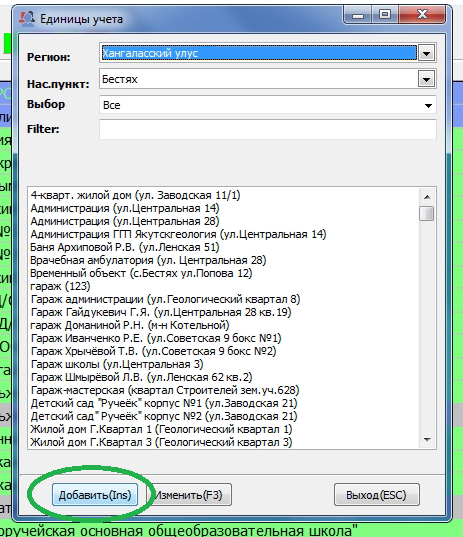 Единицы учета
Регион: Хангаласский улус
Нас.пункт: Бестях
Выбор Все
Filter:
4-кварт. жилой дом (ул. Заводская 11/1)
Администрация (ул.Центральная 14)
Администрация (ул.Центральная 28)
Администрация ГГП Якутскгеология (ул.Центральная 14)
Баня Архиповой Р.В. (ул.Ленская 51)
Врачебная амбулатория (ул. Центральная 28)
Временный объект (с.Бестях ул.Попова 12)
гараж (123)
Гараж администрации (ул.Геологический квартал 8)
Гараж Гайдукевич Г.Я. (ул.Центральная 28 кв.19)
гараж Доманиной Р.Н. (м-н Котельной)
Гараж Иванченко Р.Е. (ул.Советская 9 бокс №1)
Гараж Хрычёвой Т.В. (ул.Советская 9 бокс №2)
Гараж школы (ул.Центральная 3)
Гараж Шмырёвой Л.В. (ул.Ленская 62 кв.2)
Гараж-мастерская (квартал Строителей зем.уч.628)
Детский сад "Ручеёк" корпус №1 (ул.Заводская 21)
Детский сад" Ручеёк" корпус №2 (ул.Заводская 21)
Жилой дом Г.Квартал 1 (Геологический квартал 1)
Жилой дом Г.Квартал 3 (Геологический квартал 3)
Добавить(Ins) Изменить(F3) Выход(ESC)
основная общеобразовательная школа"